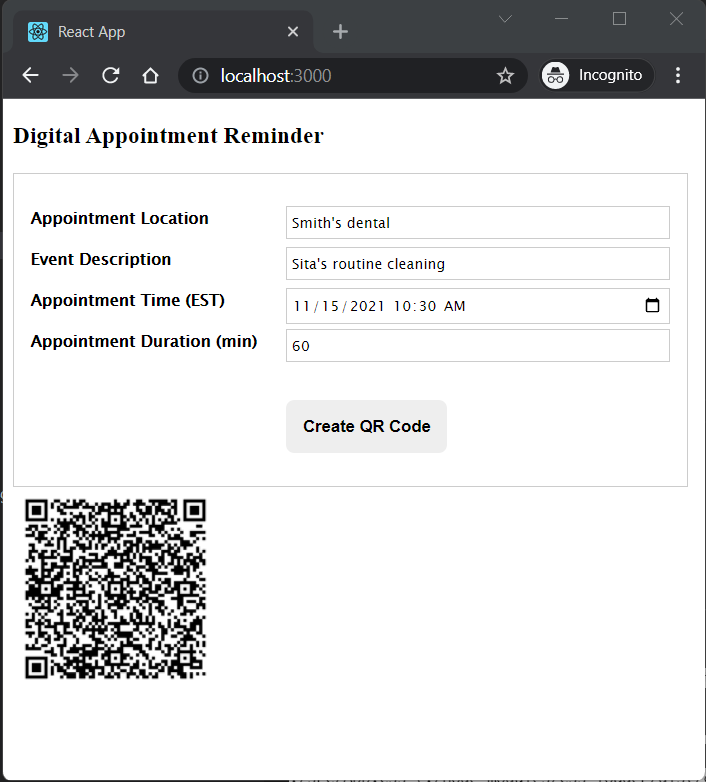 React App
localhost:3000
Incognito
Digital Appointment Reminder
Appointment Location Smith's dental
Event Description Sita's routine cleaning
Appointment Time (EST) 11/15/2021 10:30 AM
Appointment Duration (min) 60
Create QR Code